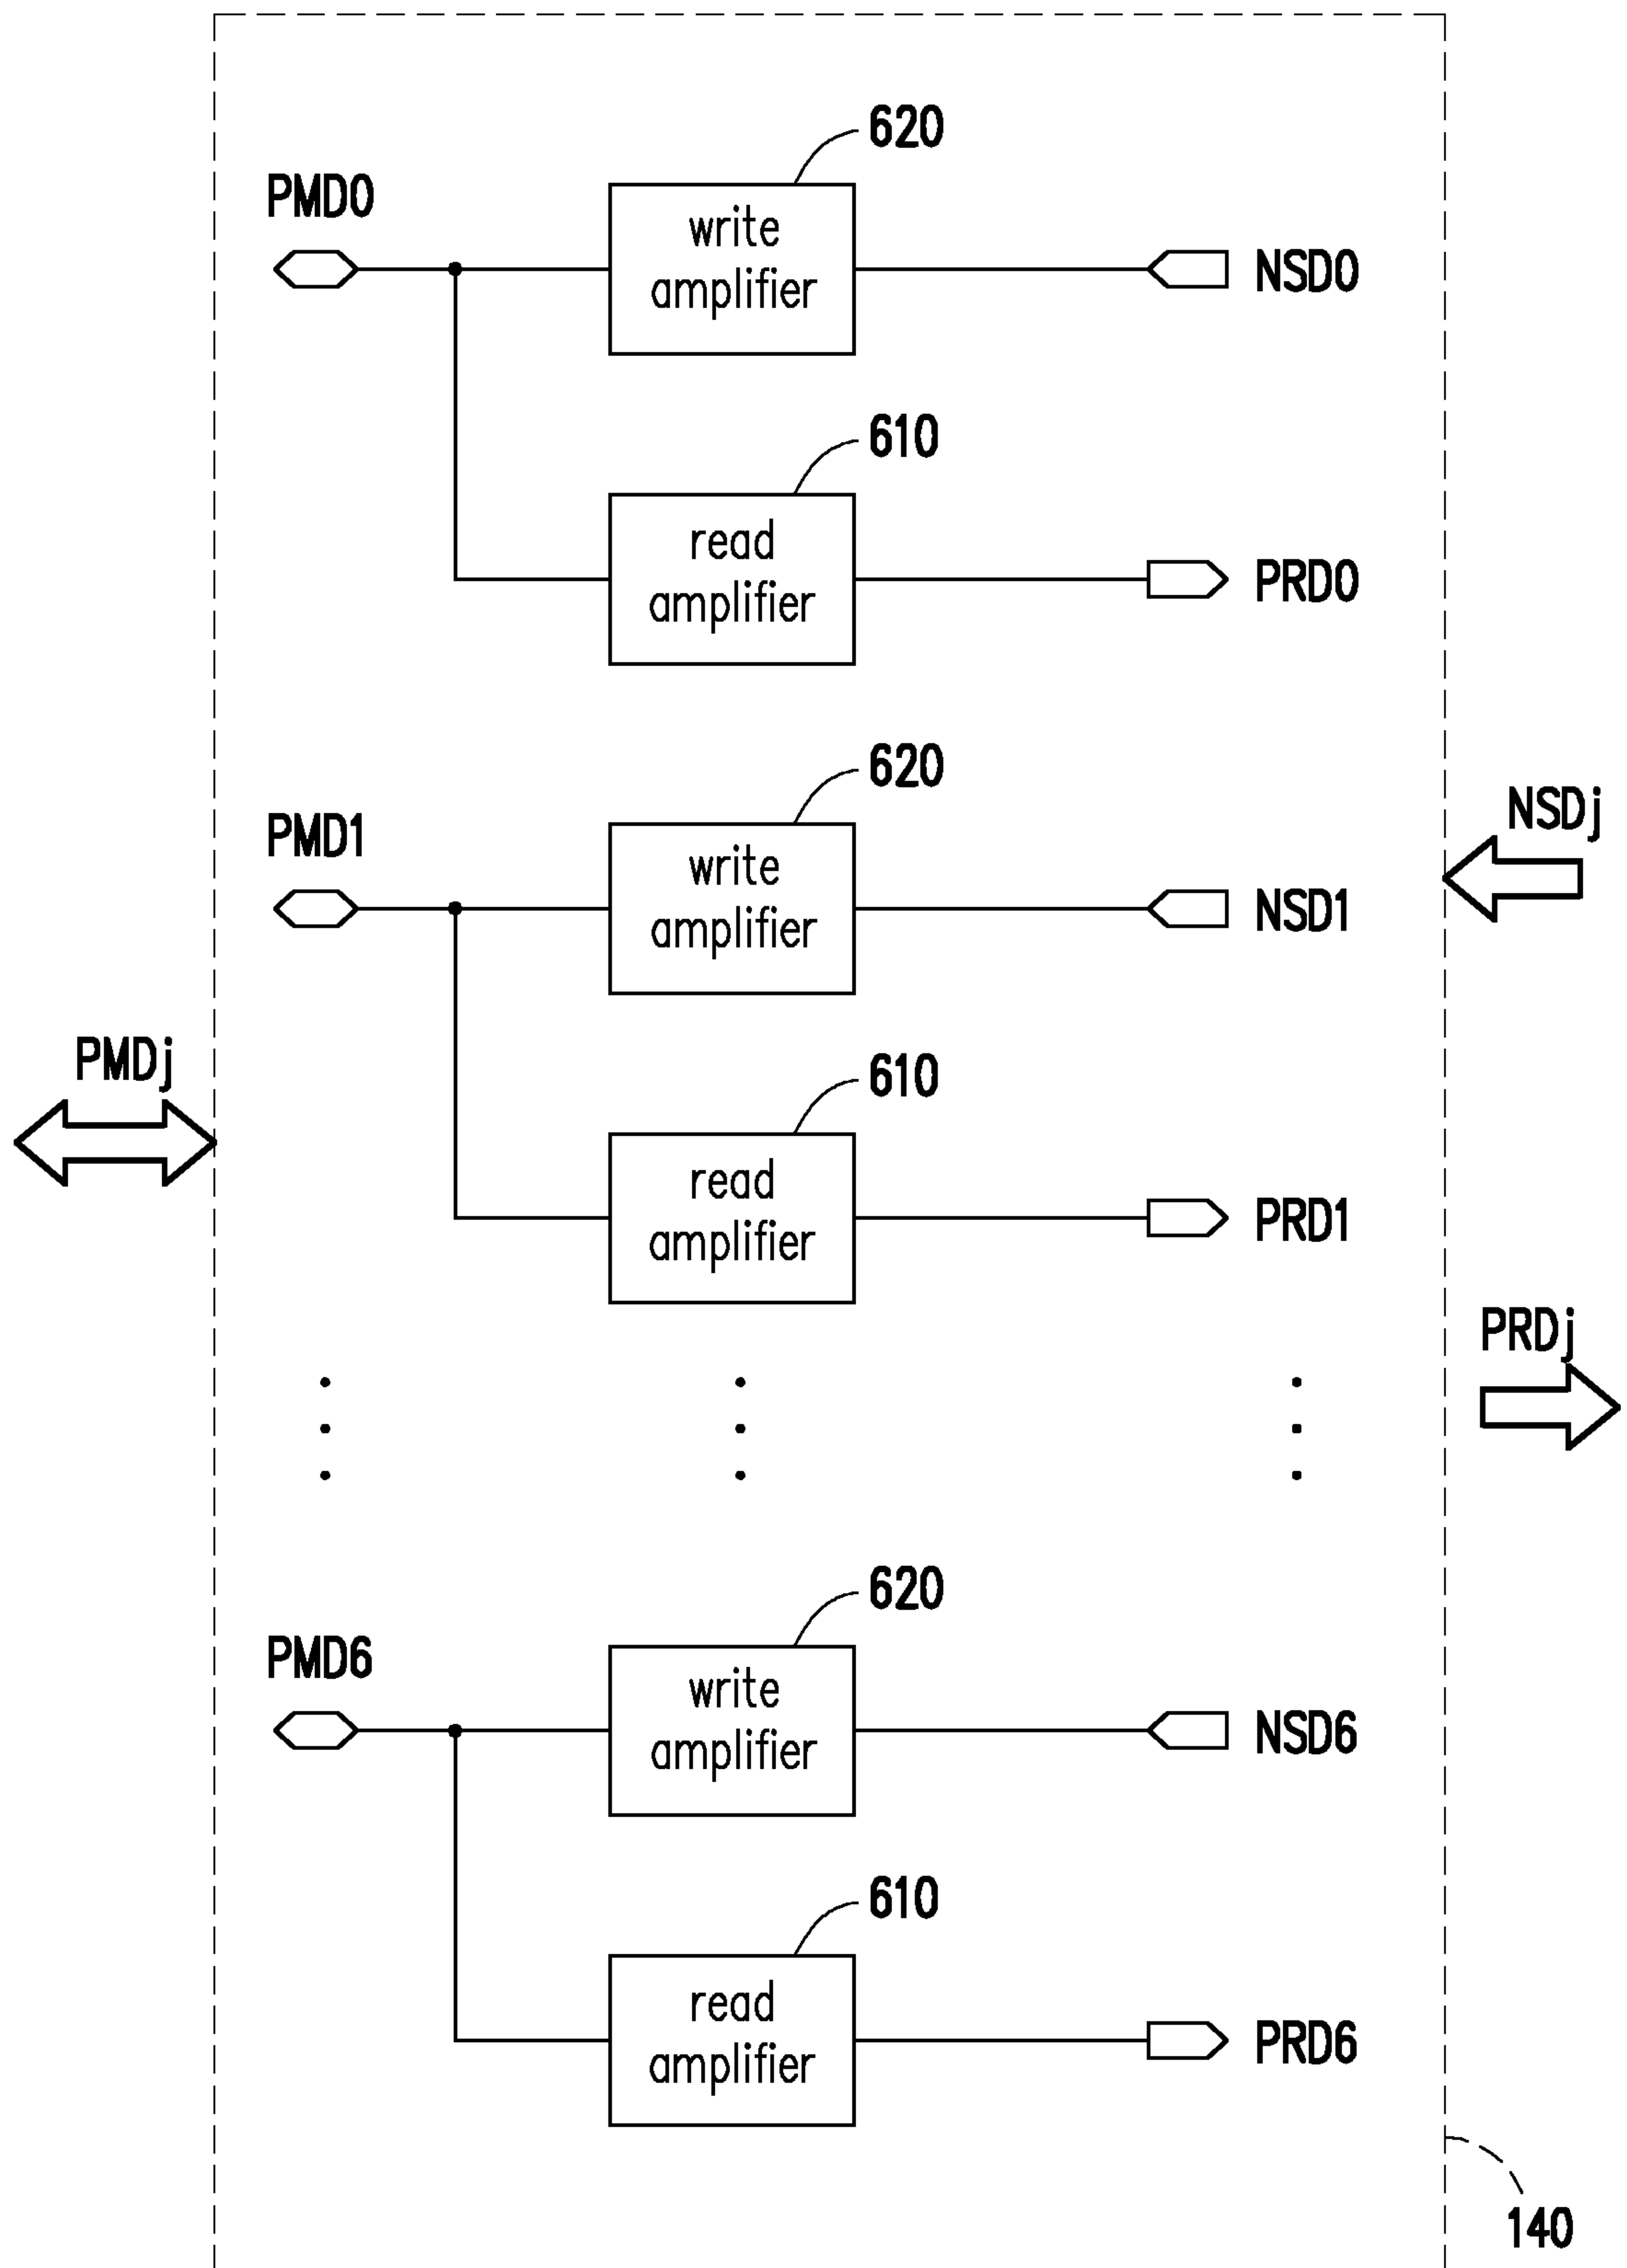 620
PMD0
write
amplifier
NSD0
610
read
amplifier
PRD0
620
PMD1
write
amplifier
NSD1
NSDj
610
PMDj
read
amplifier
PRD1
PRDj
620
PMD6
write
amplifier
NSD6
610
read
amplifier
PRD6
140